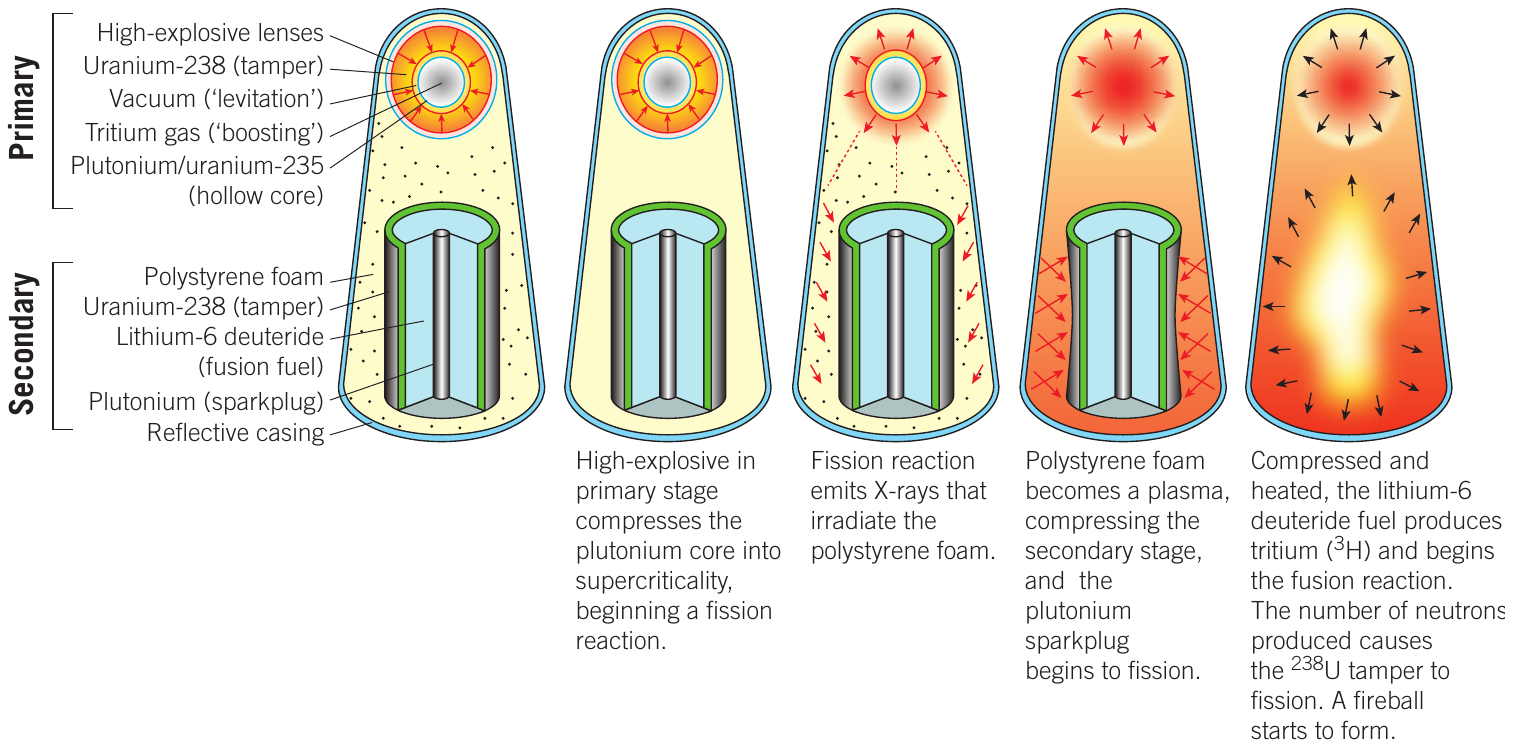 Primary
High-explosive lenses
Uranium-238 (tamper)
Vacuum (‘levitation’)
Tritium gas (‘boosting’)
Plutonium/uranium-235
(hollow core)
Secondary
Polystyrene foam
Uranium-238 (tamper)
Lithium-6 deuteride
(fusion fuel)
Plutonium (sparkplug)
Reflective casing
High-explosive in
primary stage
compresses the
plutonium core into
supercriticality,
beginning a fission
reaction.
Fission reaction
emits X-rays that
irradiate the
polystyrene foam.
Polystyrene foam
becomes a plasma,
compressing the
secondary stage,
and the
plutonium
sparkplug
begins to fission.
Compressed and
heated, the lithium-6
deuteride fuel produces
tritium (³H) and begins
the fusion reaction.
The number of neutrons
produced causes
the ²³⁸U tamper to
fission. A fireball
starts to form.